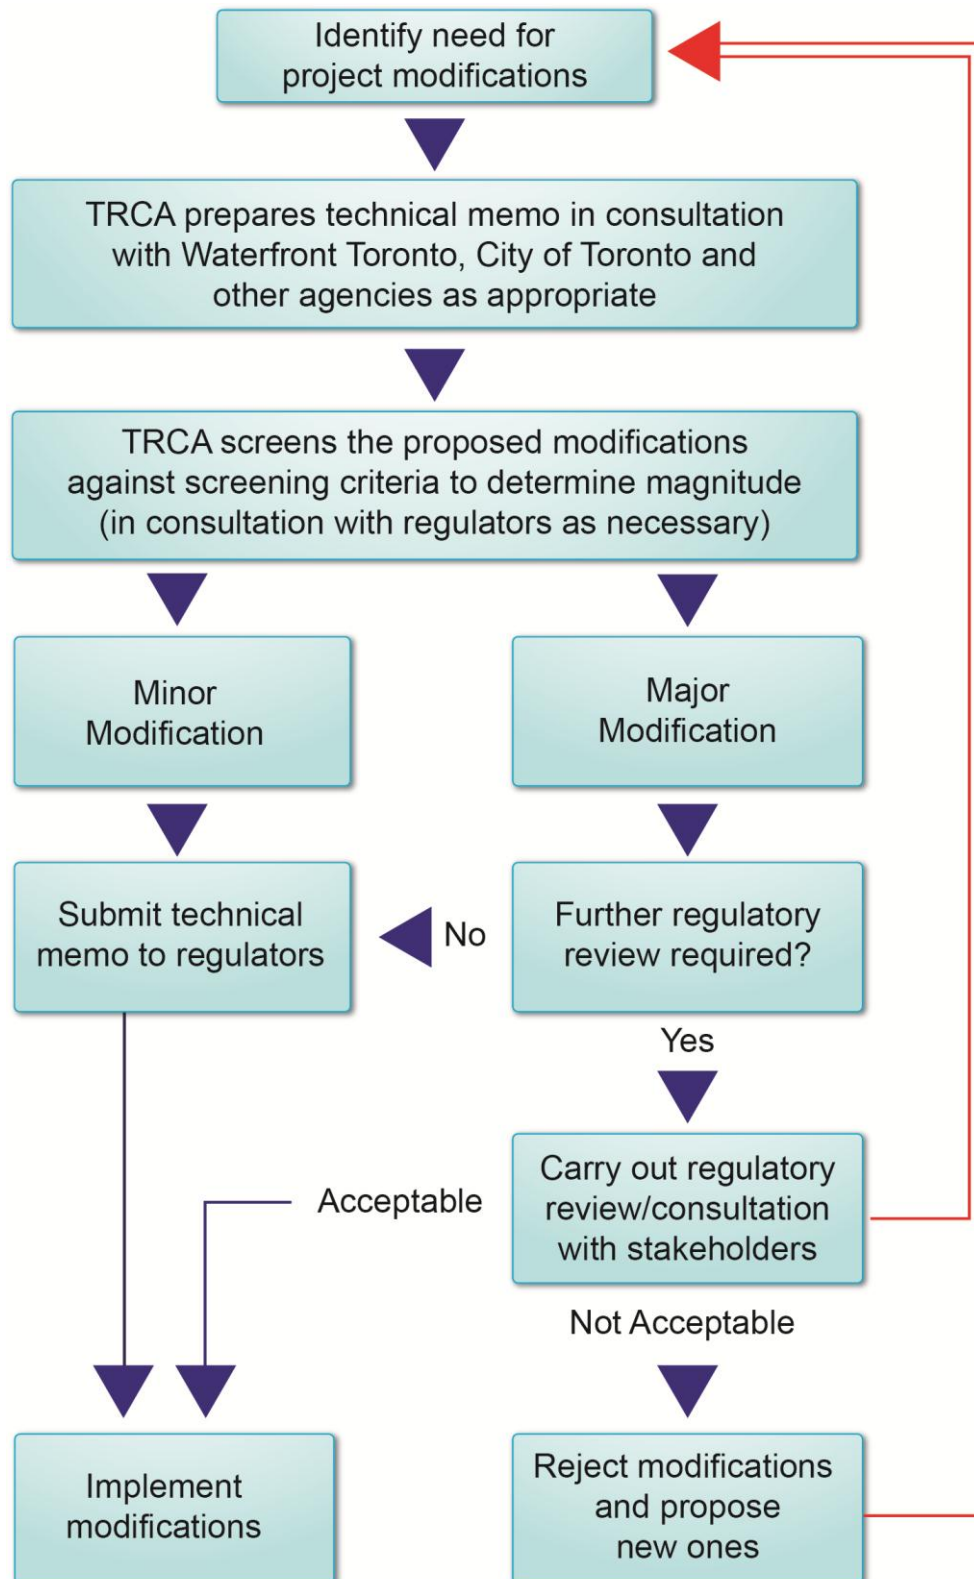 Identify need for
project modifications
TRCA prepares technical memo in consultation
with Waterfront Toronto, City of Toronto and
other agencies as appropriate
TRCA screens the proposed modifications
against screening criteria to determine magnitude
(in consultation with regulators as necessary)
Minor
Modification
Major
Modification
Submit technical
memo to regulators
No
Further regulatory
review required?
Yes
Carry out regulatory
review/consultation
with stakeholders
Acceptable
Not Acceptable
Implement
modifications
Reject modifications
and propose
new ones